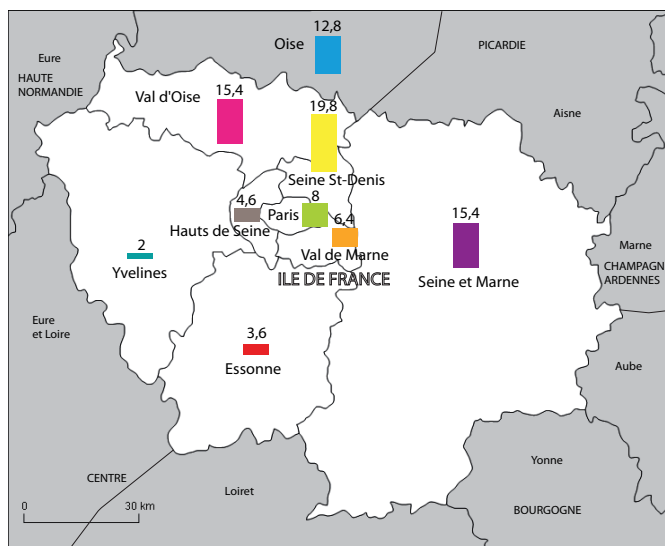 12,8
Oise
Eure
PICARDIE
HAUTE
NORMANDIE
Val d'Oise
15,4
19,8
Aisne
Seine St-Denis
4,6
Paris
8
Hauts de Seine
6,4
Val de Marne
15,4
Seine et Marne
2
Yvelines
ILE DE FRANCE
Marne
CHAMPAGN
ARDENNES
Eure
et Loire
3,6
Essonne
Aube
CENTRE
Loiret
Yonne
BOURGOGNE
0
30 km